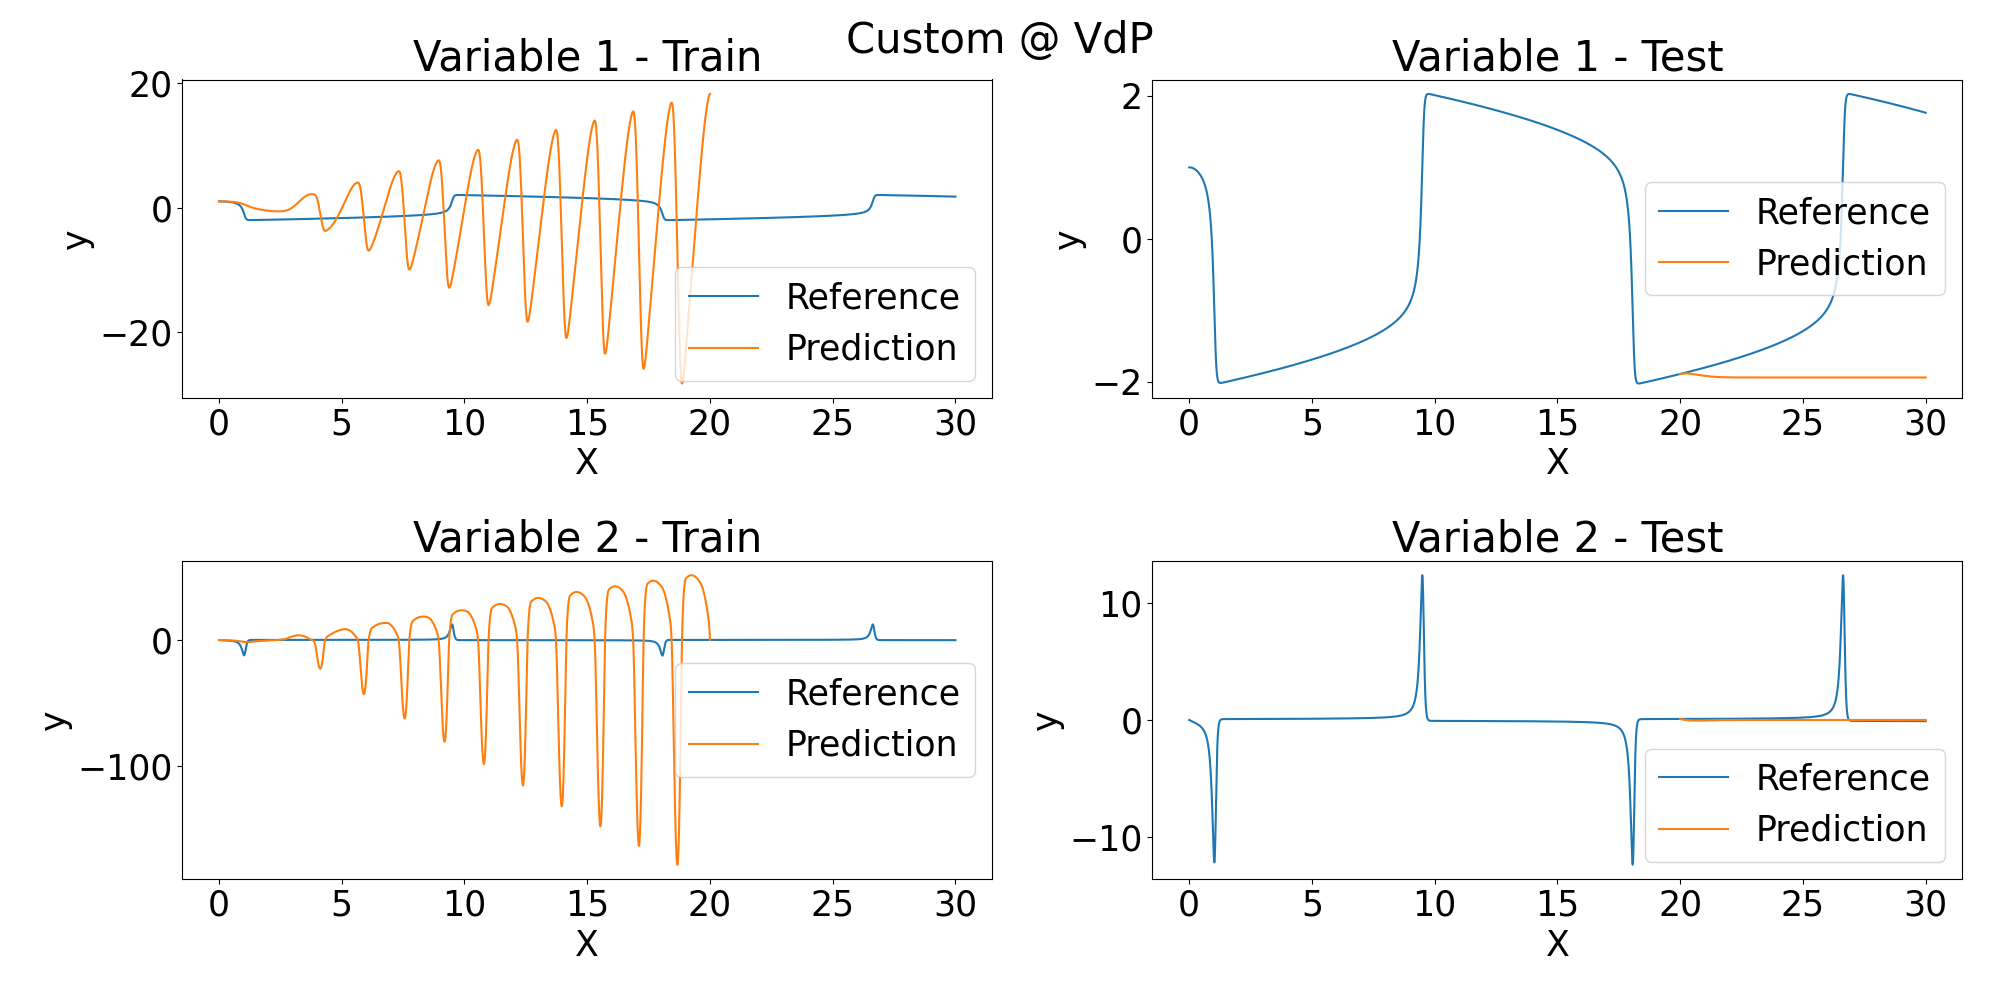 Custom @ VdP
Variable 1 - Train
20
0
−20
y
0 5 10 15 20 25 30
X
Reference
Prediction
Variable 1 - Test
2
0
−2
y
0 5 10 15 20 25 30
X
Reference
Prediction
Variable 2 - Train
0
−100
y
0 5 10 15 20 25 30
X
Reference
Prediction
Variable 2 - Test
10
0
−10
y
0 5 10 15 20 25 30
X
Reference
Prediction